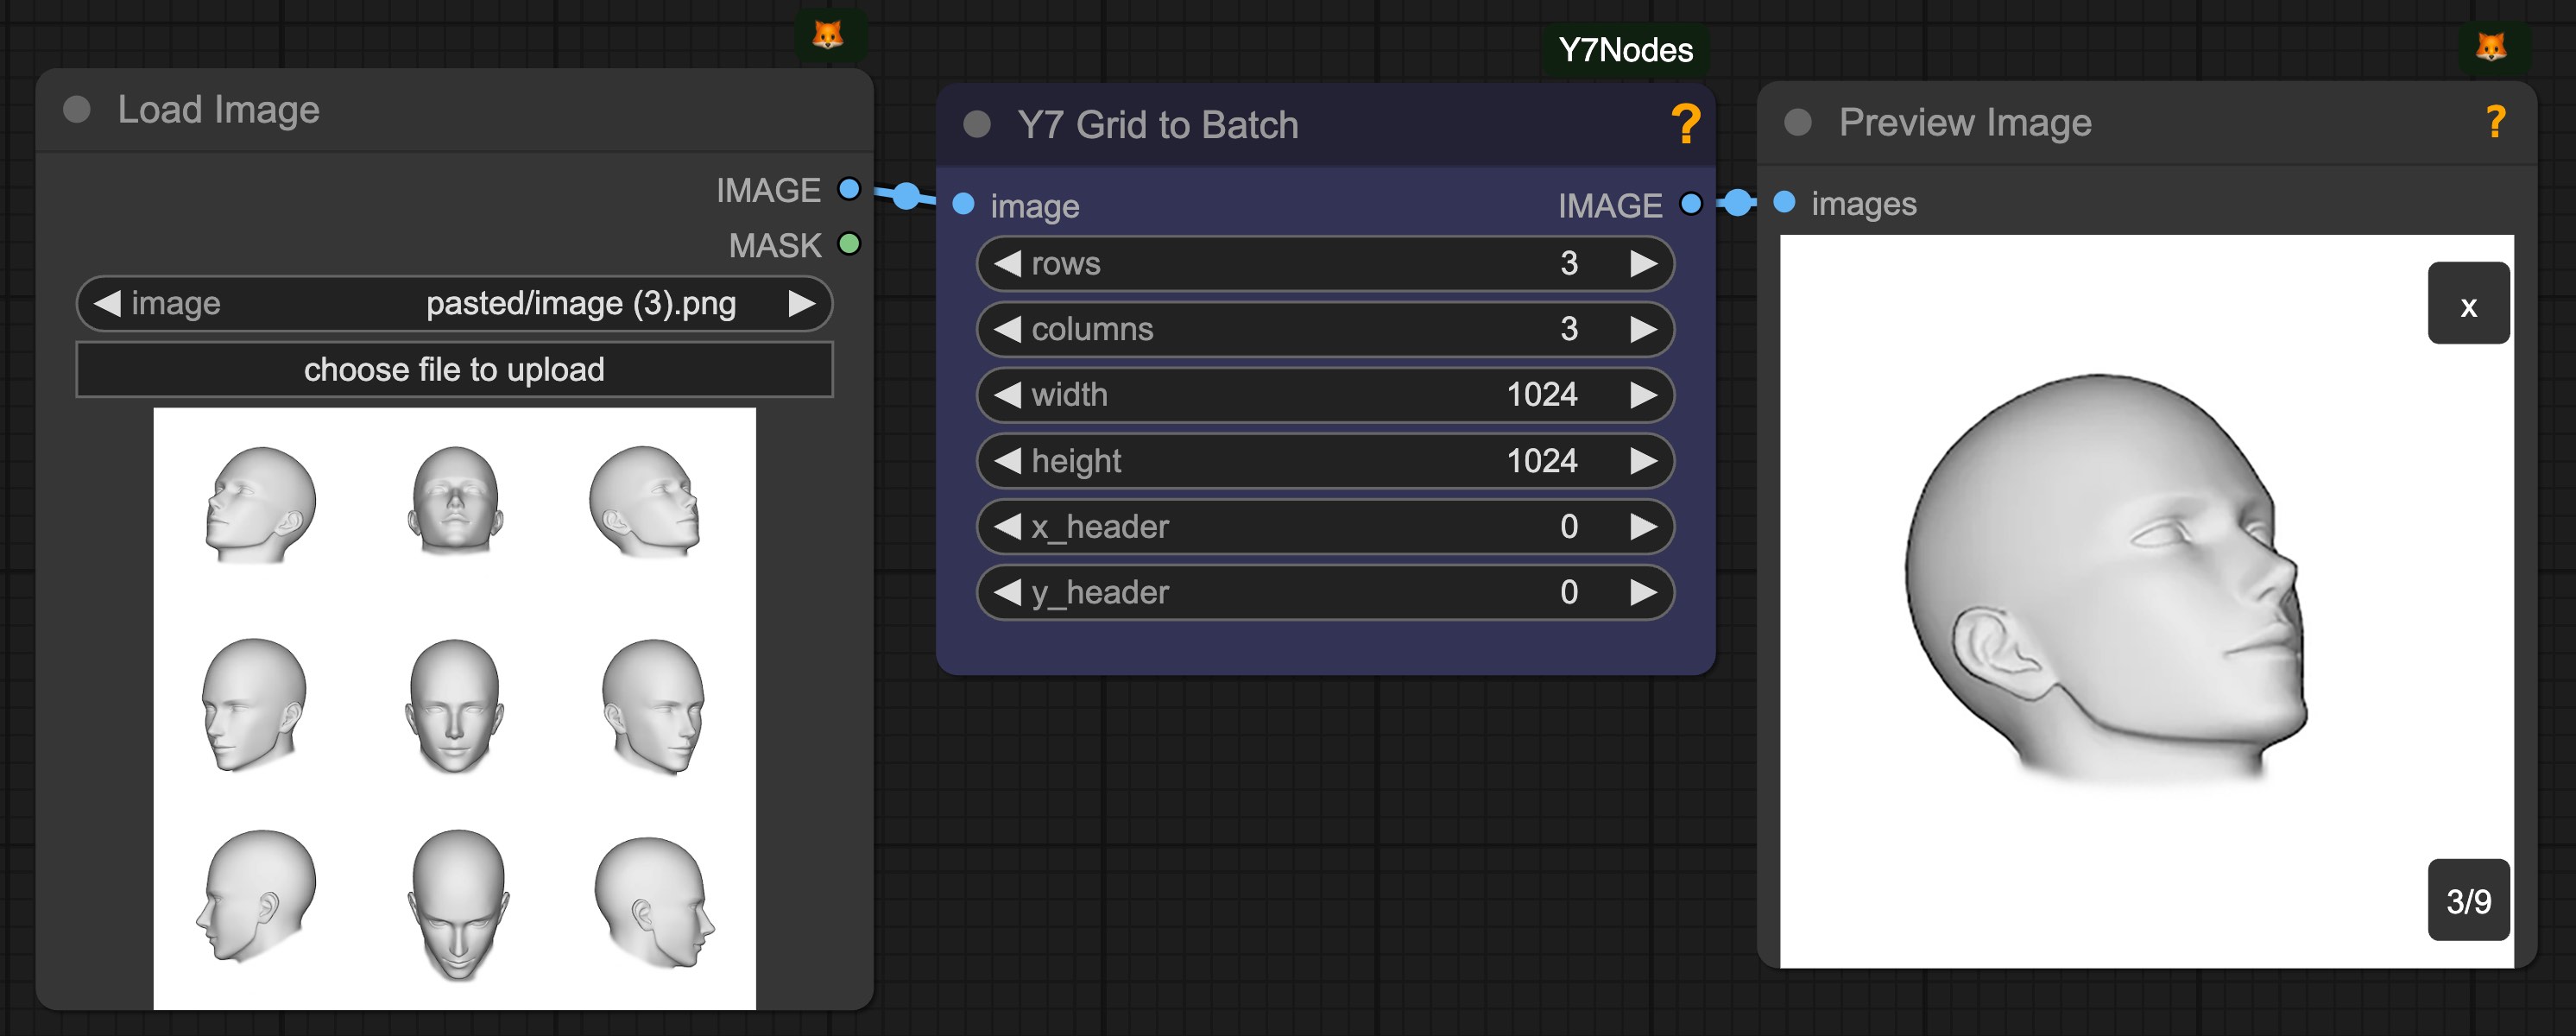 Load Image
IMAGE
MASK
image pasted/image (3).png
choose file to upload
Y7Nodes
Y7 Grid to Batch ?
image IMAGE
rows 3
columns 3
width 1024
height 1024
x_header 0
y_header 0
Preview Image ?
images
x
3/9